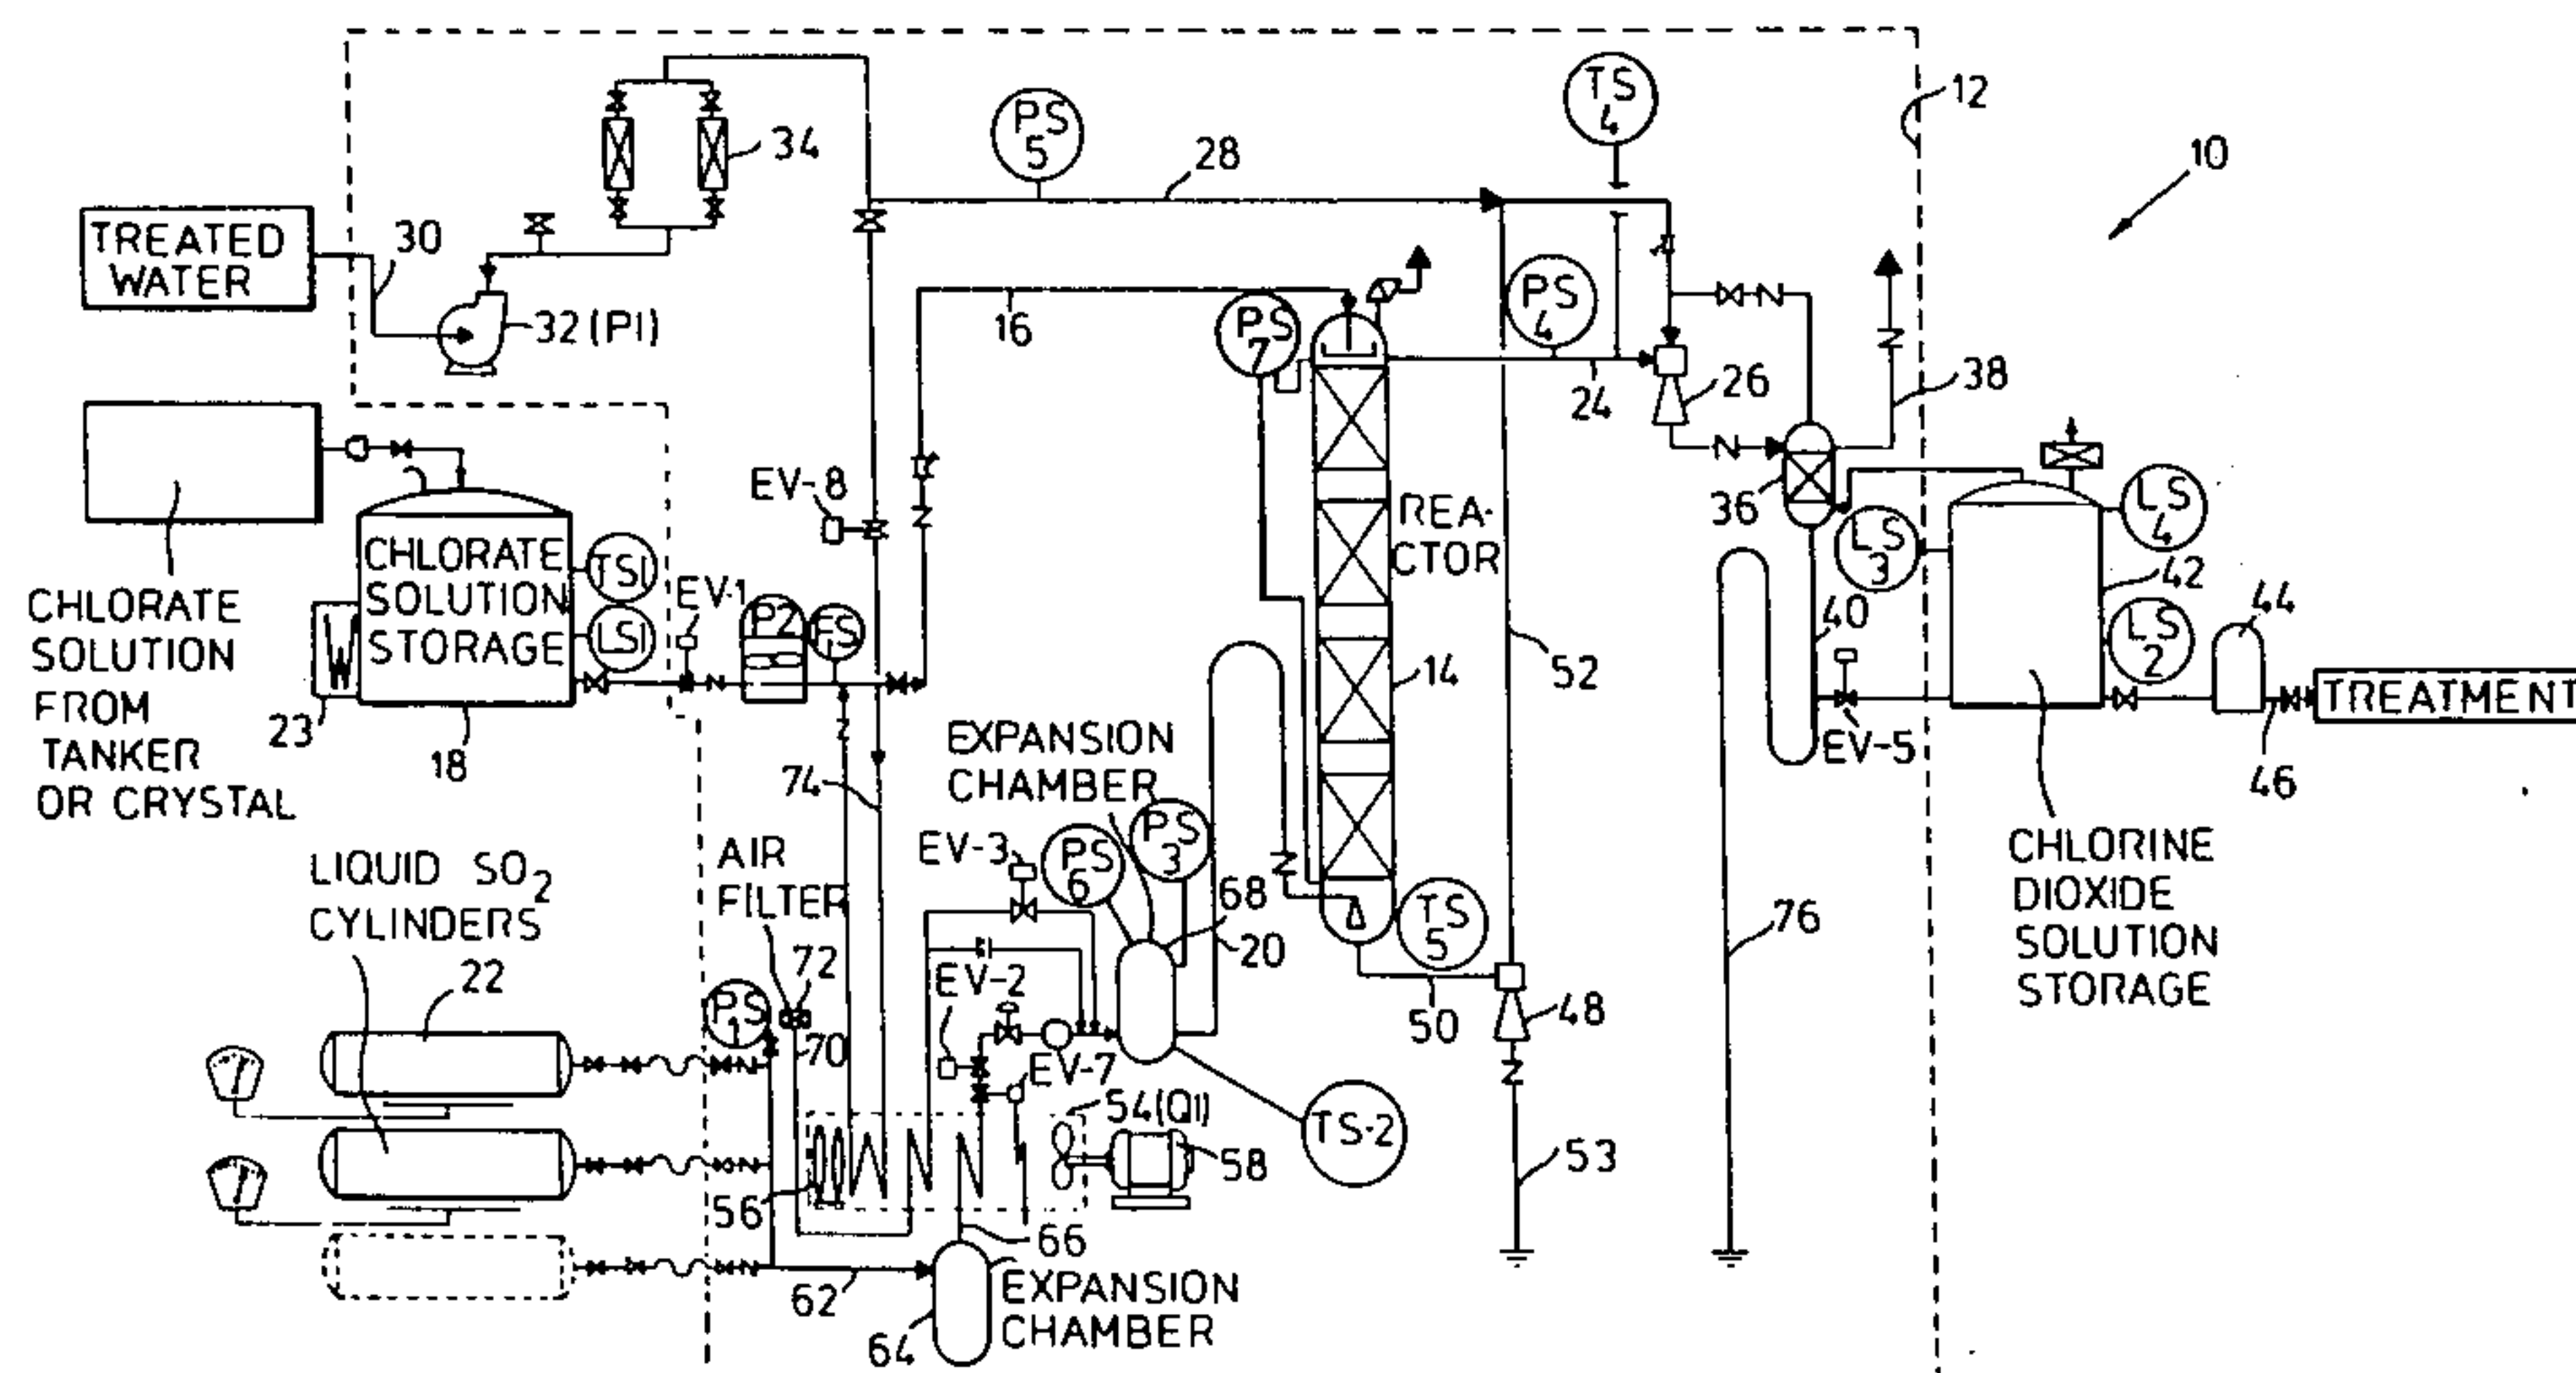 TS
4
12
PS
5
34
28
10
TREATED
WATER
30
32 (P1)
16
PS
7
PS
4
24
26
38
EV-8
36
REA-
CTOR
LS
3
LS
4
42
44
CHLORATE
SOLUTION
STORAGE
TS1
LS1
EV-1
P2
FS
1
40
LS
2
CHLORATE
SOLUTION
FROM
TANKER
OR CRYSTAL
23
18
14
52
EV-5
46
TREATMENT
74
EXPANSION
CHAMBER
PS
6
PS
3
EV-3
68
20
TS
5
76
CHLORINE
DIOXIDE
SOLUTION
STORAGE
LIQUID SO2
CYLINDERS
22
AIR
FILTER
72
PS
1
70
EV-2
EV-7
50
48
54(Q1)
58
TS-2
53
56
66
62
64
EXPANSION
CHAMBER